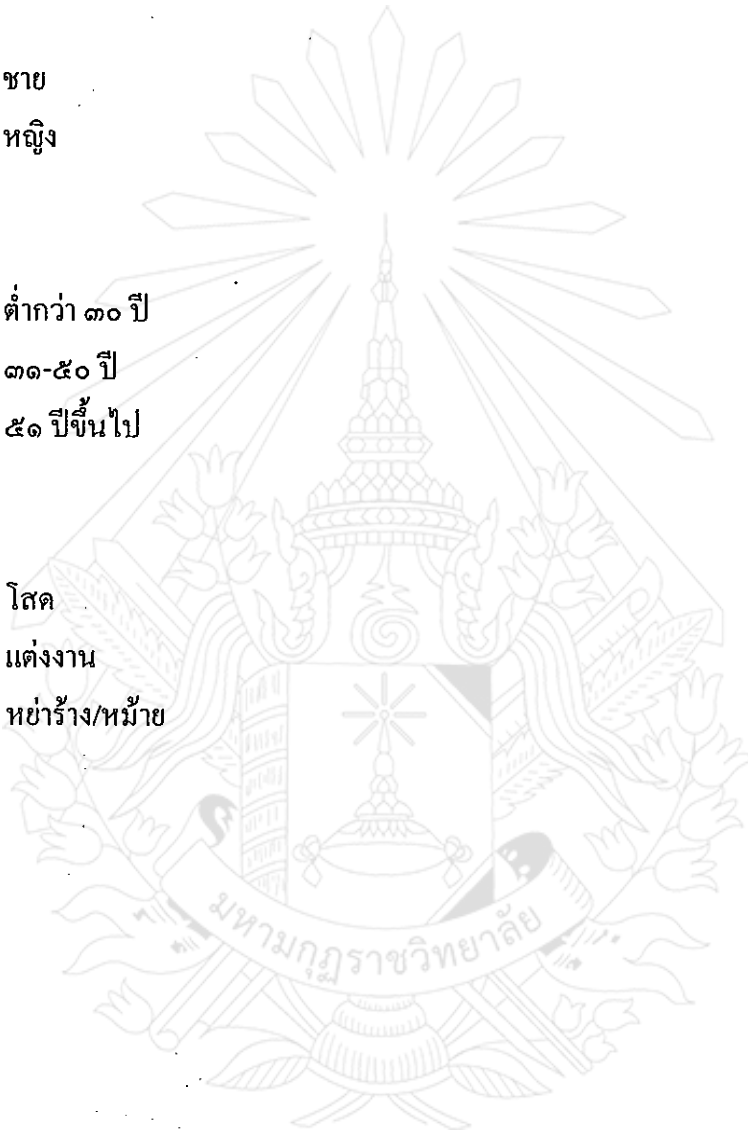 ชาย
หญิง
ต่ำกว่า ๓๐ ปี
๓๑-๕๐ ปี
๕๑ ปีขึ้นไป
โสด
แต่งงาน
หย่าร้าง/หม้าย
มหามกุฏราชวิทยาลัย